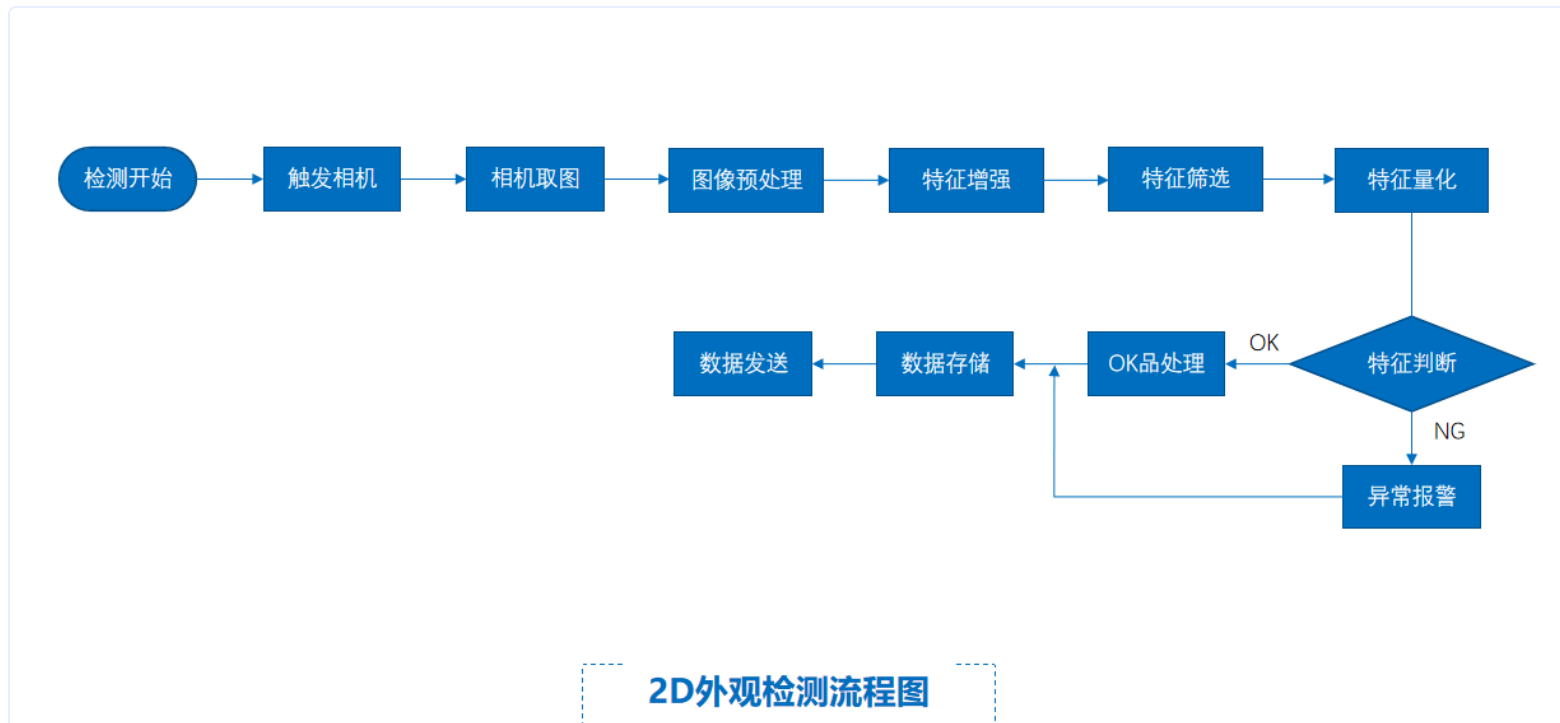 检测开始
触发相机
相机取图
图像预处理
特征增强
特征筛选
特征量化
特征判断
OK
OK品处理
数据存储
数据发送
NG
异常报警
2D外观检测流程图